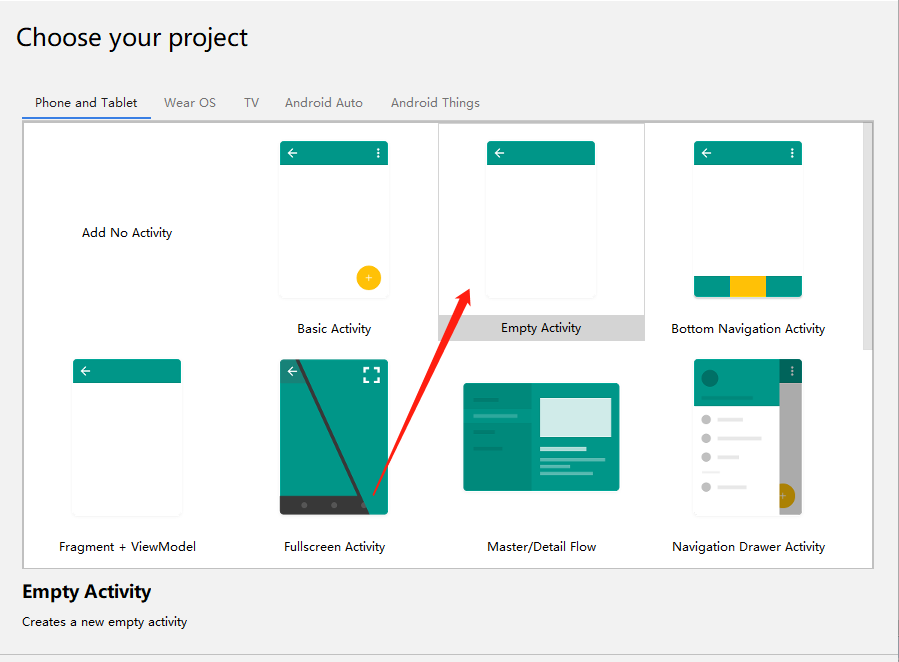 Choose your project
Phone and Tablet Wear OS TV Android Auto Android Things
Add No Activity
Basic Activity
Empty Activity
Bottom Navigation Activity
Fragment + ViewModel
Fullscreen Activity
Master/Detail Flow
Navigation Drawer Activity
Empty Activity
Creates a new empty activity